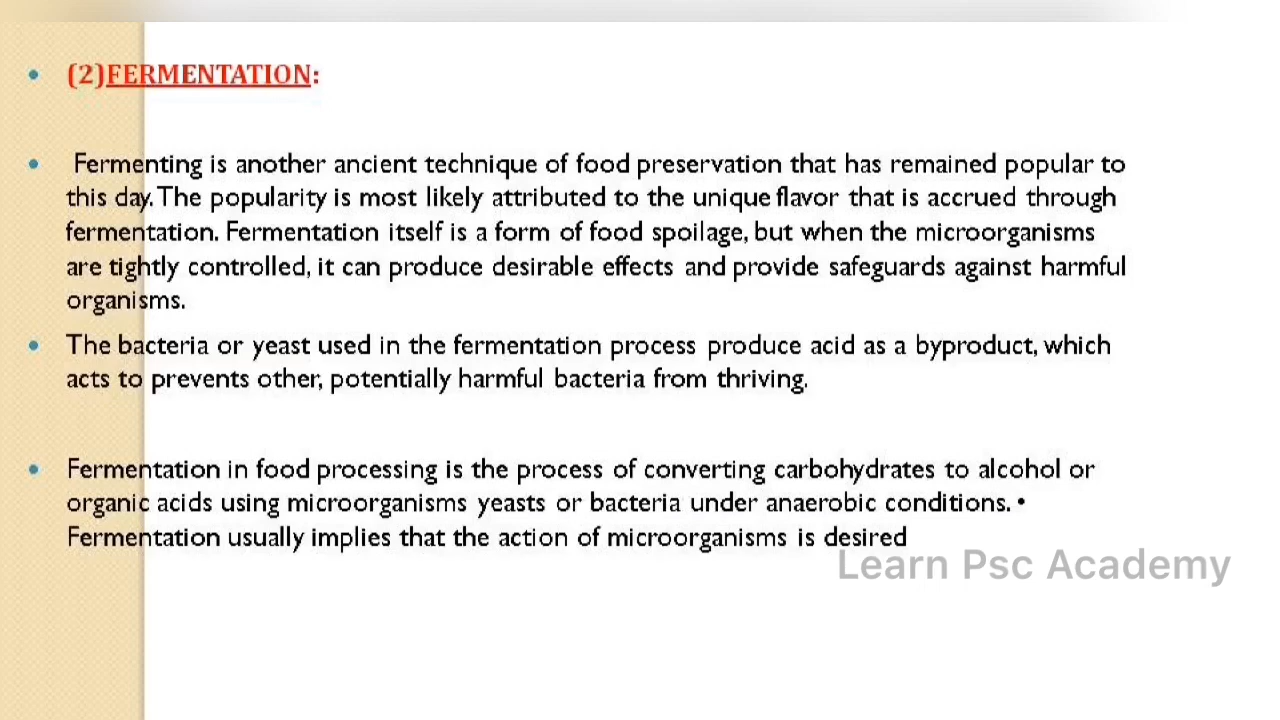 • (2)FERMENTATION:
• Fermenting is another ancient technique of food preservation that has remained popular to
this day. The popularity is most likely attributed to the unique flavor that is accrued through
fermentation. Fermentation itself is a form of food spoilage, but when the microorganisms
are tightly controlled, it can produce desirable effects and provide safeguards against harmful
organisms.
• The bacteria or yeast used in the fermentation process produce acid as a byproduct, which
acts to prevents other, potentially harmful bacteria from thriving.
• Fermentation in food processing is the process of converting carbohydrates to alcohol or
organic acids using microorganisms yeasts or bacteria under anaerobic conditions. •
Fermentation usually implies that the action of microorganisms is desired
Learn Psc Academy